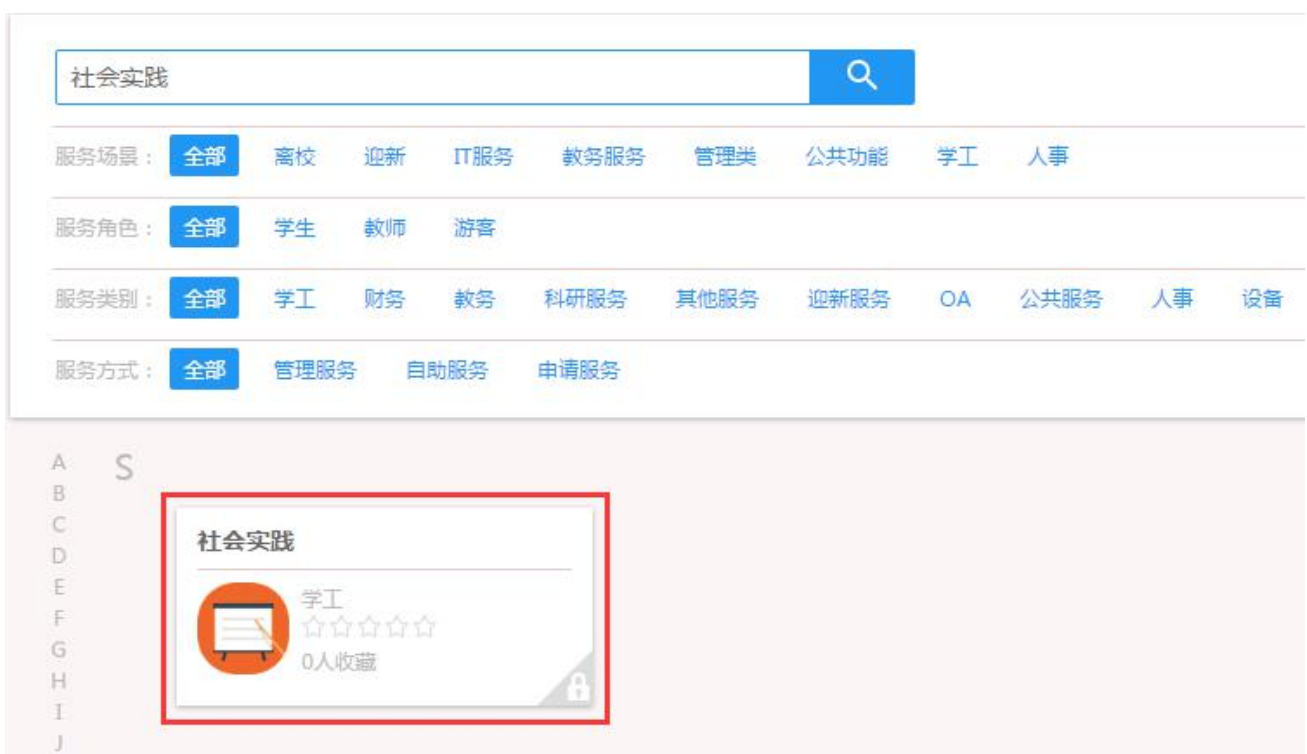 社会实践
服务场景： 全部 离校 迎新 IT服务 教务服务 管理类 公共功能 学工 人事
服务角色： 全部 学生 教师 游客
服务类别： 全部 学工 财务 教务 科研服务 其他服务 迎新服务 OA 公共服务 人事 设备
服务方式： 全部 管理服务 自助服务 申请服务
A
S
B
C
D
E
F
G
H
I
J
社会实践
学工
0人收藏